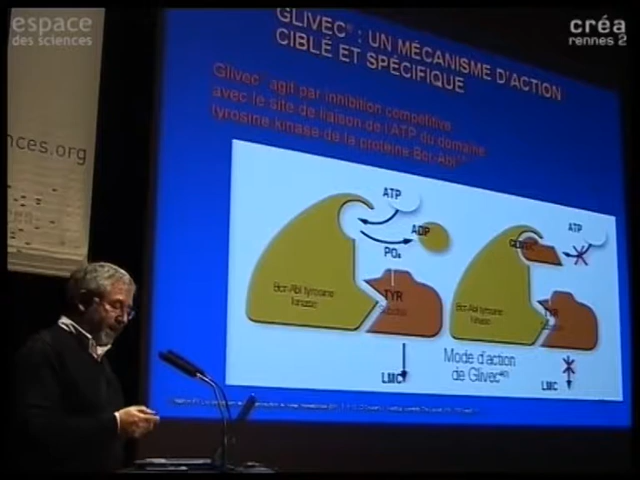 espace
des sciences
créa
rennes 2
nces.org
GLIVEC® : UN MÉCANISME D'ACTION
CIBLÉ ET SPÉCIFIQUE
Glivec® agit par inhibition compétitive
avec le site de liaison de l'ATP du domaine
tyrosine kinase de la protéine Bcr-Abl
ATP
ADP
PO₄
Bcr-Abl tyrosine
kinase
TYR
Substrat
LMC
GLIVEC
ATP
Bcr-Abl tyrosine
kinase
TYR
LMC
Mode d'action
de Glivec